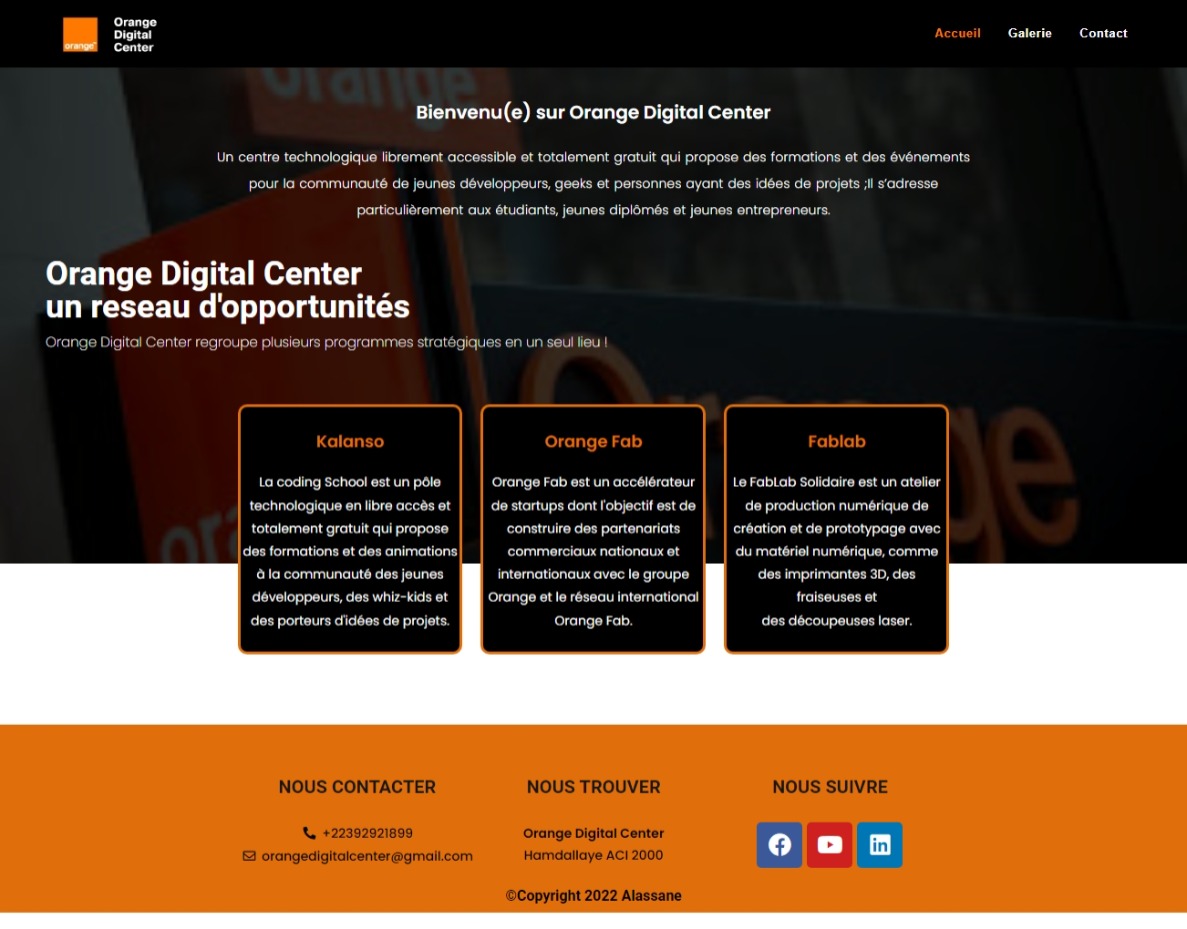 orange™
Orange
Digital
Center
Accueil Galerie Contact
orange
Bienvenu(e) sur Orange Digital Center
Un centre technologique librement accessible et totalement gratuit qui propose des formations et des événements
pour la communauté de jeunes développeurs, geeks et personnes ayant des idées de projets ;Il s’adresse
particulièrement aux étudiants, jeunes diplômés et jeunes entrepreneurs.
Orange Digital Center
un reseau d'opportunités
Orange Digital Center regroupe plusieurs programmes stratégiques en un seul lieu !
Kalanso
La coding School est un pôle
technologique en libre accès et
totalement gratuit qui propose
des formations et des animations
à la communauté des jeunes
développeurs, des whiz-kids et
des porteurs d'idées de projets.
Orange Fab
Orange Fab est un accélérateur
de startups dont l'objectif est de
construire des partenariats
commerciaux nationaux et
internationaux avec le groupe
Orange et le réseau international
Orange Fab.
Fablab
Le FabLab Solidaire est un atelier
de production numérique de
création et de prototypage avec
du matériel numérique, comme
des imprimantes 3D, des
fraiseuses et
des découpeuses laser.
NOUS CONTACTER
+22392921899
orangedigitalcenter@gmail.com
NOUS TROUVER
Orange Digital Center
Hamdallaye ACI 2000
NOUS SUIVRE
©Copyright 2022 Alassane